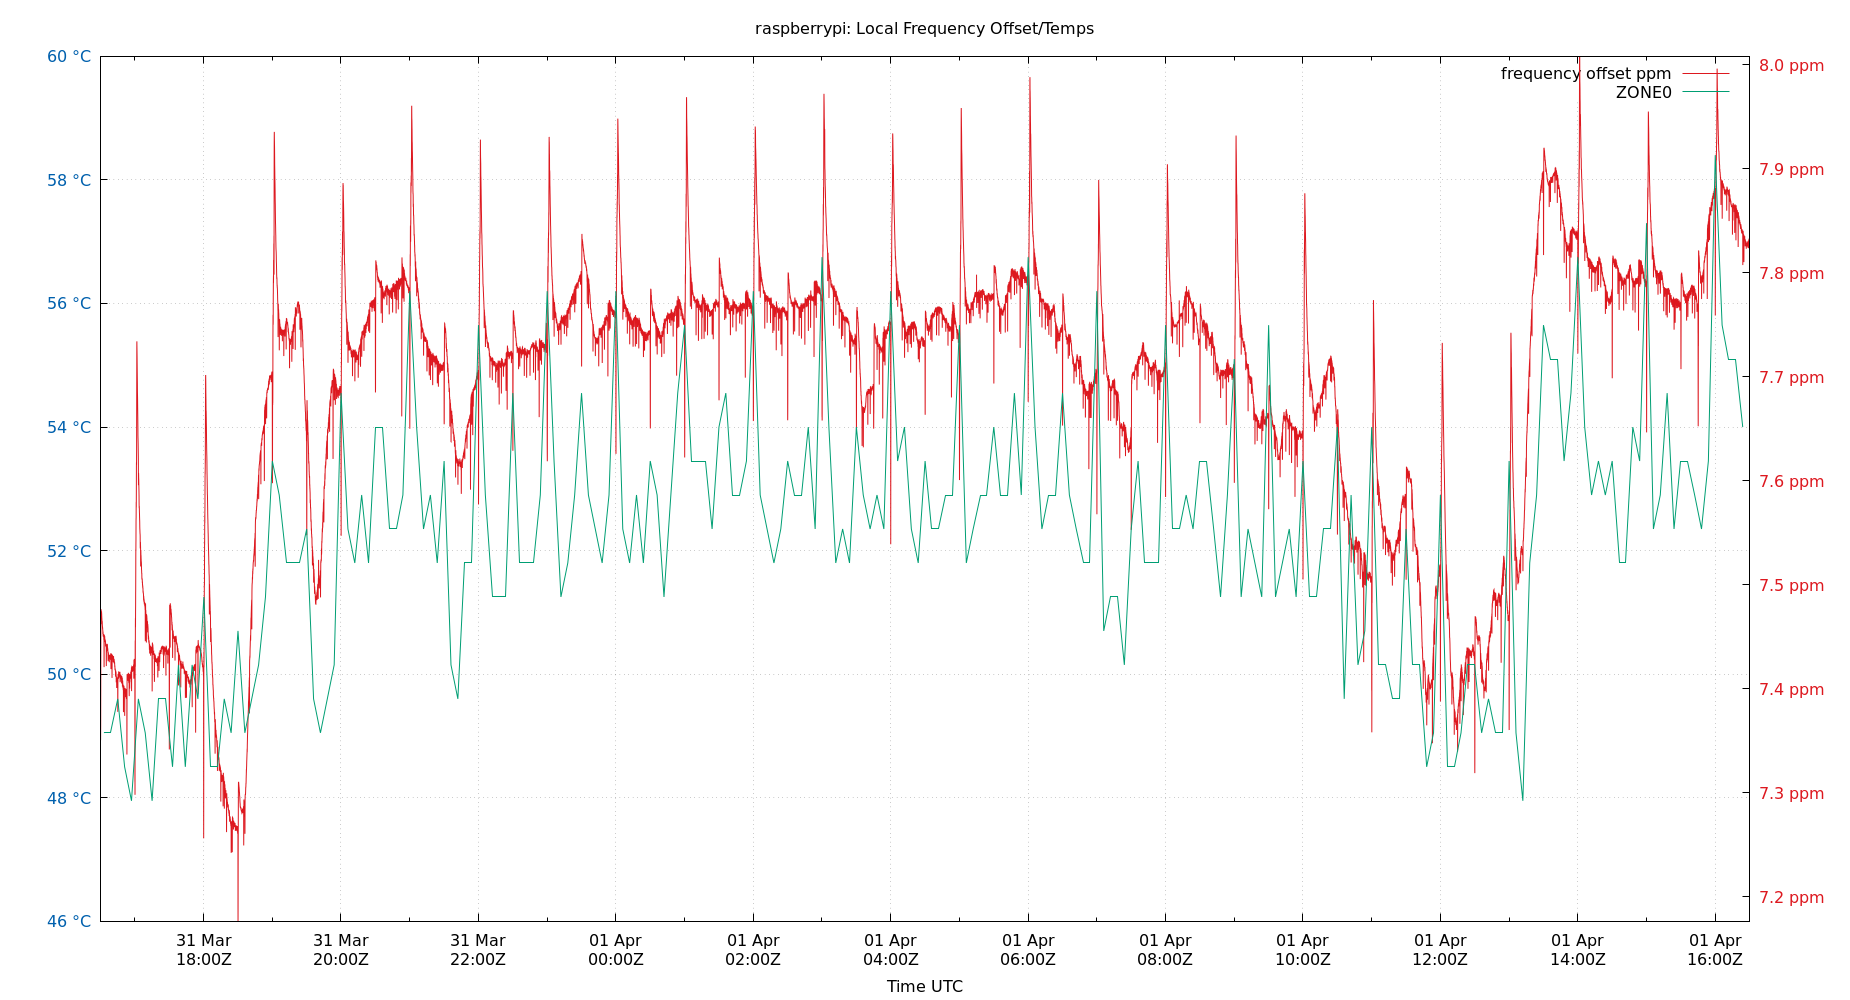 raspberrypi: Local Frequency Offset/Temps
60 °C
58 °C
56 °C
54 °C
52 °C
50 °C
48 °C
46 °C
frequency offset ppm
ZONE0
8.0 ppm
7.9 ppm
7.8 ppm
7.7 ppm
7.6 ppm
7.5 ppm
7.4 ppm
7.3 ppm
7.2 ppm
31 Mar
18:00Z
31 Mar
20:00Z
31 Mar
22:00Z
01 Apr
00:00Z
01 Apr
02:00Z
01 Apr
04:00Z
01 Apr
06:00Z
01 Apr
08:00Z
01 Apr
10:00Z
01 Apr
12:00Z
01 Apr
14:00Z
01 Apr
16:00Z
Time UTC